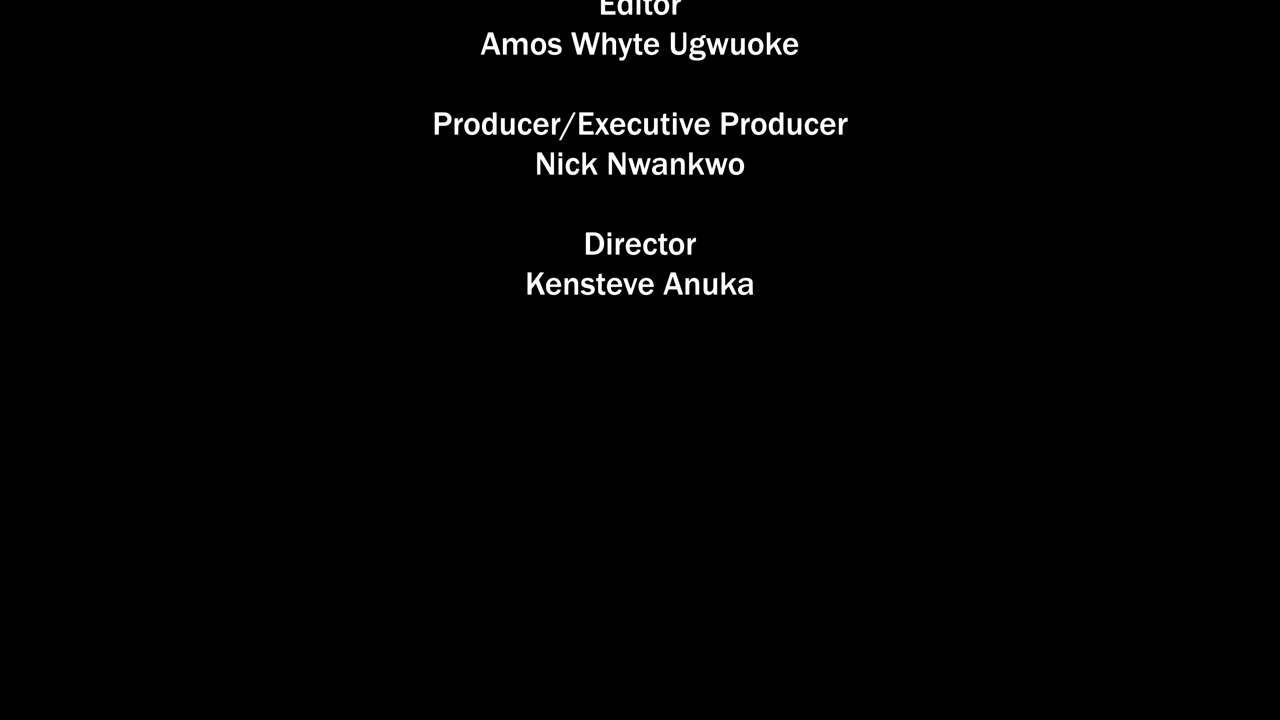 Editor
Amos Whyte Ugwuoke
Producer/Executive Producer
Nick Nwankwo
Director
Kensteve Anuka